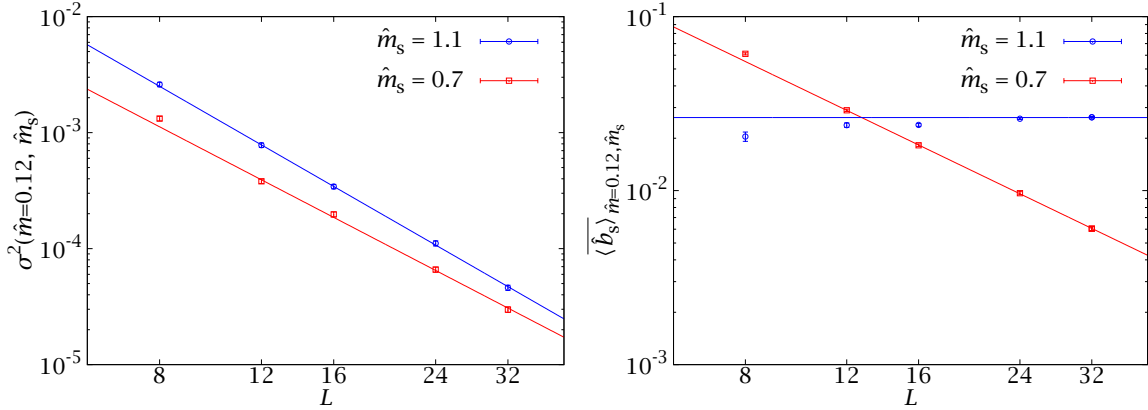 10⁻²
10⁻³
10⁻⁴
10⁻⁵
σ²(m̂=0.12, m̂ₛ)
m̂ₛ = 1.1
m̂ₛ = 0.7
8 12 16 24 32
L
10⁻¹
10⁻²
10⁻³
⟨b̂ₛ⟩ m̂=0.12, m̂ₛ
m̂ₛ = 1.1
m̂ₛ = 0.7
8 12 16 24 32
L